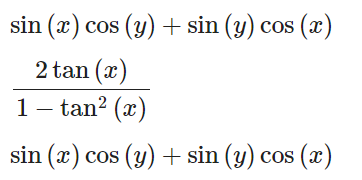 sin (x) cos (y) + sin (y) cos (x)
2 tan (x)
1 − tan² (x)
sin (x) cos (y) + sin (y) cos (x)